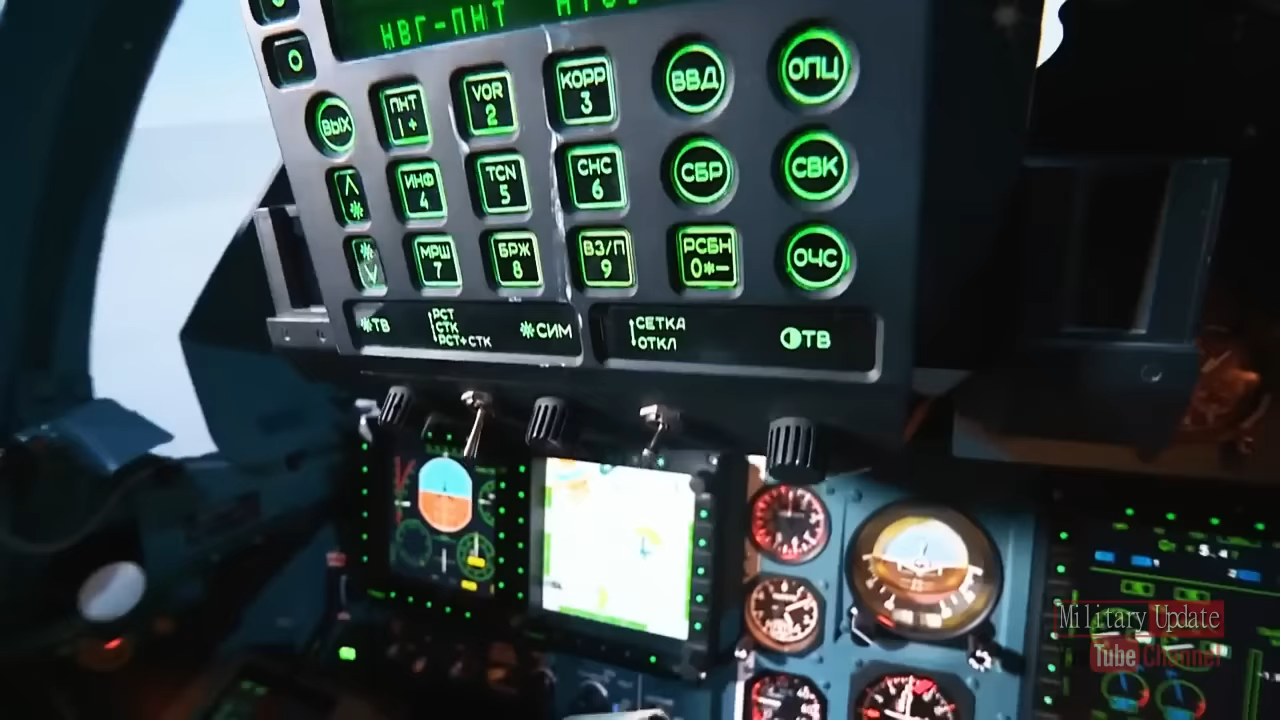 НВГ-ПНТ
ВЫХ
ПНТ
1+
VOR
2
КОРР
3
ВВД
ОПЦ
ИНФ
4
TCN
5
СНС
6
СБР
СВК
МРШ
7
БРЖ
8
ВЗ/П
9
РСБН
0*-
ОЧС
ТВ
РСТ
СТК
РСТ+СТК
СИМ
СЕТКА
ОТКЛ
ТВ
Military Update
Tube Channel